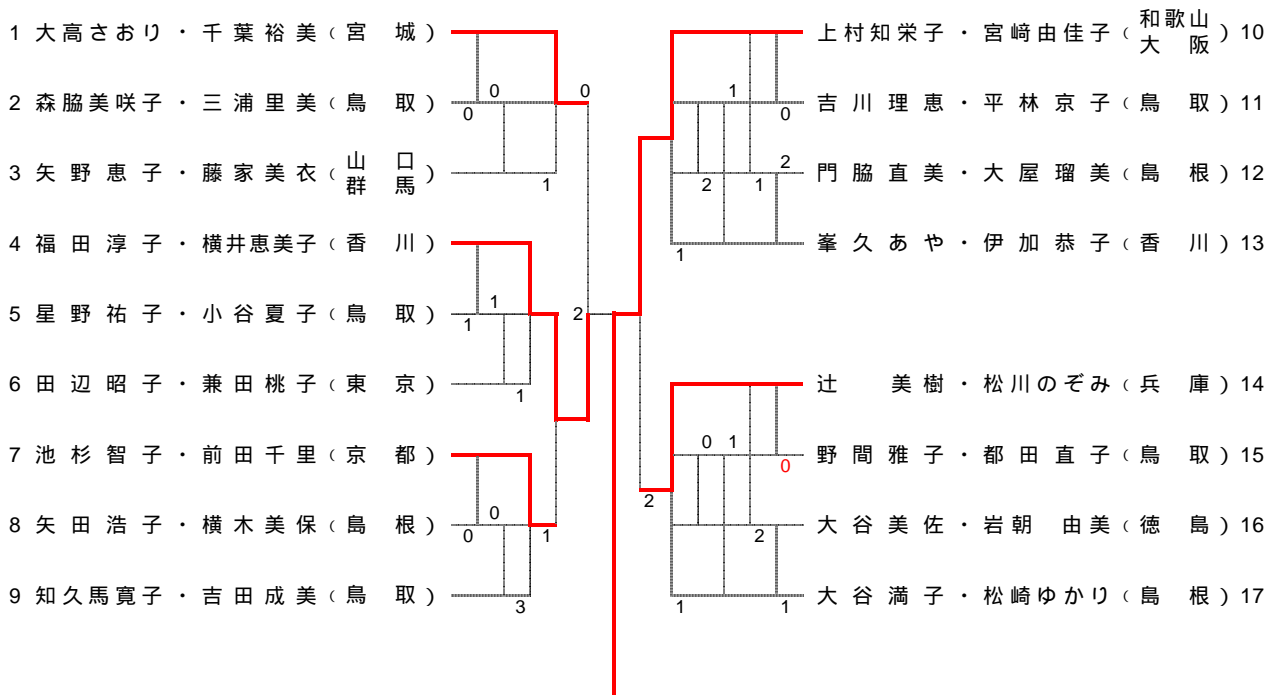 1 大高さおり・千葉裕美（宮　城）
2 森脇美咲子・三浦里美（鳥　取）
3 矢野恵子・藤家美衣（山　口 群　馬）
4 福田淳子・横井恵美子（香　川）
5 星野祐子・小谷夏子（鳥　取）
6 田辺昭子・兼田桃子（東　京）
7 池杉智子・前田千里（京　都）
8 矢田浩子・横木美保（島　根）
9 知久馬寛子・吉田成美（鳥　取）
0
0
0
1
1
1
1
2
0
0
1
3
上村知栄子・宮﨑由佳子（和歌山 大　阪）10
吉川理恵・平林京子（鳥　取）11
門脇直美・大屋瑠美（島　根）12
峯久あや・伊加恭子（香　川）13
辻　美樹・松川のぞみ（兵　庫）14
野間雅子・都田直子（鳥　取）15
大谷美佐・岩朝　由美（徳　島）16
大谷満子・松崎ゆかり（島　根）17
1
0
2
2
1
1
0
1
0
2
2
1
1